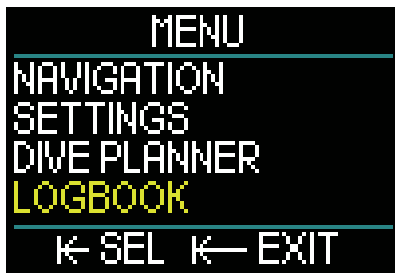 MENU
NAVIGATION
SETTINGS
DIVE PLANNER
LOGBOOK
SEL EXIT